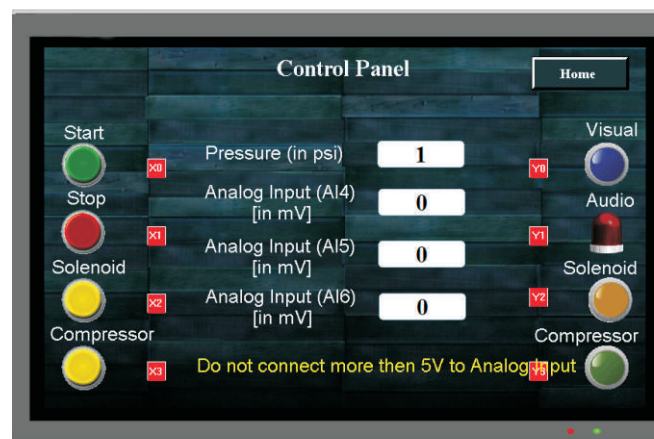 Control Panel
Home
Start
Visual
X0
Pressure (in psi)
1
Y0
Stop
Analog Input (AI4)
[in mV]
0
Audio
X1
Analog Input (AI5)
[in mV]
0
Y1
Solenoid
Solenoid
X2
Analog Input (AI6)
[in mV]
0
Y2
Compressor
Compressor
X3
Do not connect more then 5V to Analog Input
Y3